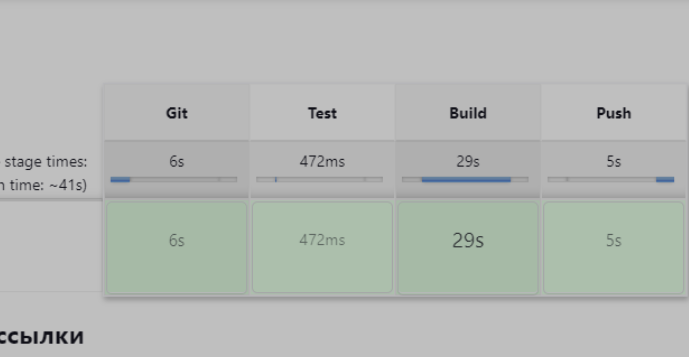 Git Test Build Push
stage times: 6s 472ms 29s 5s
time: ~41s)
6s 472ms 29s 5s
ссылки